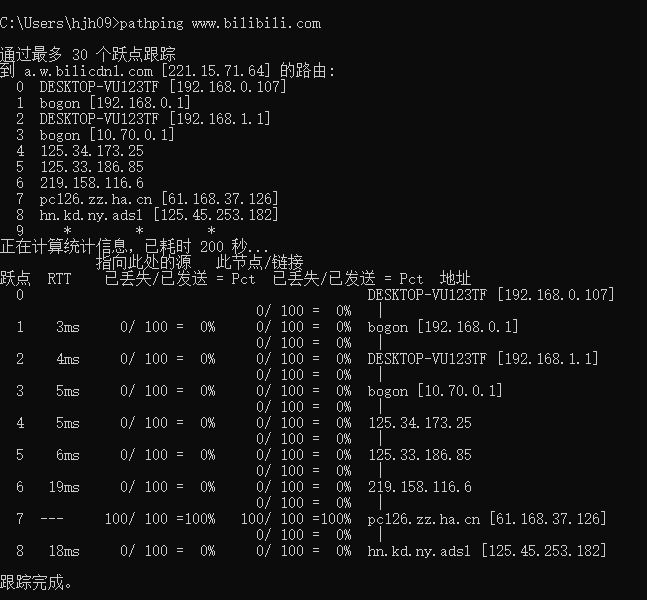 C:\Users\hjh09>pathping www.bilibili.com
通过最多 30 个跃点跟踪
到 a.w.bilicdn1.com [221.15.71.64] 的路由:
0 DESKTOP-VU123TF [192.168.0.107]
1 bogon [192.168.0.1]
2 DESKTOP-VU123TF [192.168.1.1]
3 bogon [10.70.0.1]
4 125.34.173.25
5 125.33.186.85
6 219.158.116.6
7 pc126.zz.ha.cn [61.168.37.126]
8 hn.kd.ny.adsl [125.45.253.182]
9 * * *
正在计算统计信息，已耗时 200 秒...
指向此处的源 此节点/链接
跃点 RTT 已丢失/已发送 = Pct 已丢失/已发送 = Pct 地址
0 DESKTOP-VU123TF [192.168.0.107]
0/ 100 = 0% |
1 3ms 0/ 100 = 0% 0/ 100 = 0% bogon [192.168.0.1]
0/ 100 = 0% |
2 4ms 0/ 100 = 0% 0/ 100 = 0% DESKTOP-VU123TF [192.168.1.1]
0/ 100 = 0% |
3 5ms 0/ 100 = 0% 0/ 100 = 0% bogon [10.70.0.1]
0/ 100 = 0% |
4 5ms 0/ 100 = 0% 0/ 100 = 0% 125.34.173.25
0/ 100 = 0% |
5 6ms 0/ 100 = 0% 0/ 100 = 0% 125.33.186.85
0/ 100 = 0% |
6 19ms 0/ 100 = 0% 0/ 100 = 0% 219.158.116.6
0/ 100 = 0% |
7 --- 100/ 100 =100% 100/ 100 =100% pc126.zz.ha.cn [61.168.37.126]
0/ 100 = 0% |
8 18ms 0/ 100 = 0% 0/ 100 = 0% hn.kd.ny.adsl [125.45.253.182]
跟踪完成。